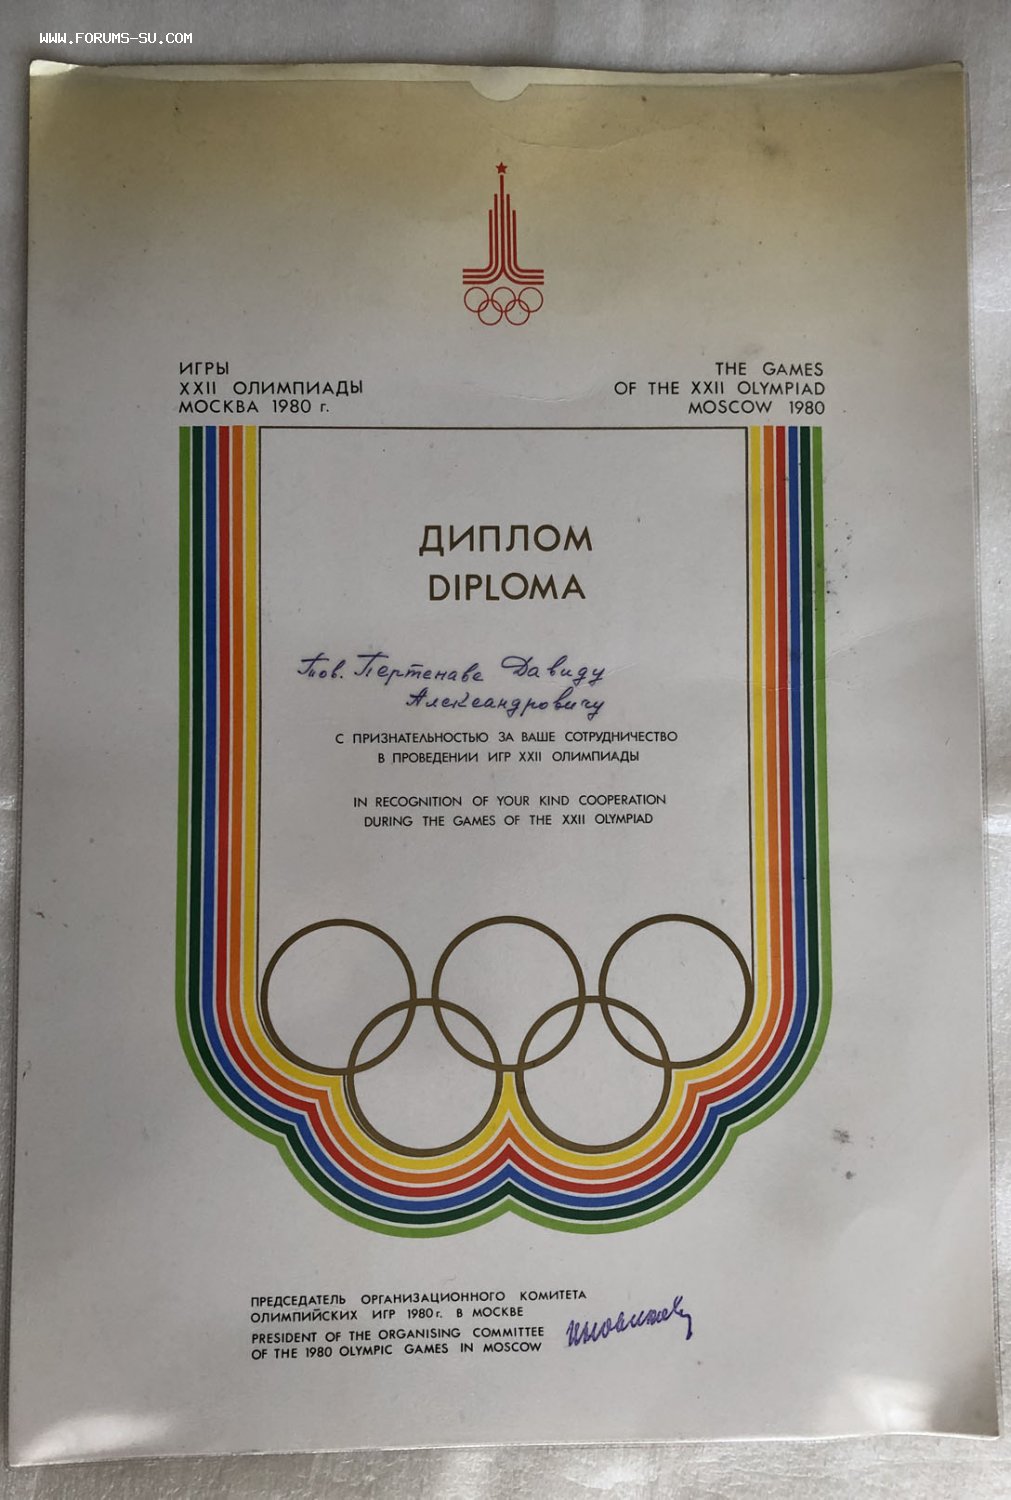 WWW.FORUMS-SU.COM
ИГРЫ
XXII ОЛИМПИАДЫ
МОСКВА 1980 г.
THE GAMES
OF THE XXII OLYMPIAD
MOSCOW 1980
ДИПЛОМ
DIPLOMA
Тов. Пертенаве Давиду
Александровичу
С ПРИЗНАТЕЛЬНОСТЬЮ ЗА ВАШЕ СОТРУДНИЧЕСТВО
В ПРОВЕДЕНИИ ИГР XXII ОЛИМПИАДЫ
IN RECOGNITION OF YOUR KIND COOPERATION
DURING THE GAMES OF THE XXII OLYMPIAD
ПРЕДСЕДАТЕЛЬ ОРГАНИЗАЦИОННОГО КОМИТЕТА
ОЛИМПИЙСКИХ ИГР 1980 г. В МОСКВЕ
PRESIDENT OF THE ORGANISING COMMITTEE
OF THE 1980 OLYMPIC GAMES IN MOSCOW